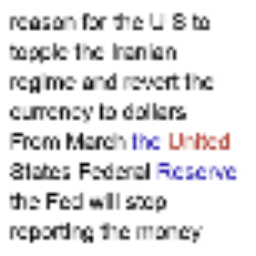 reason for the U S to
topple the Iranian
regime and revert the
currency to dollars
From March the United
States Federal Reserve
the Fed will stop
reporting the money